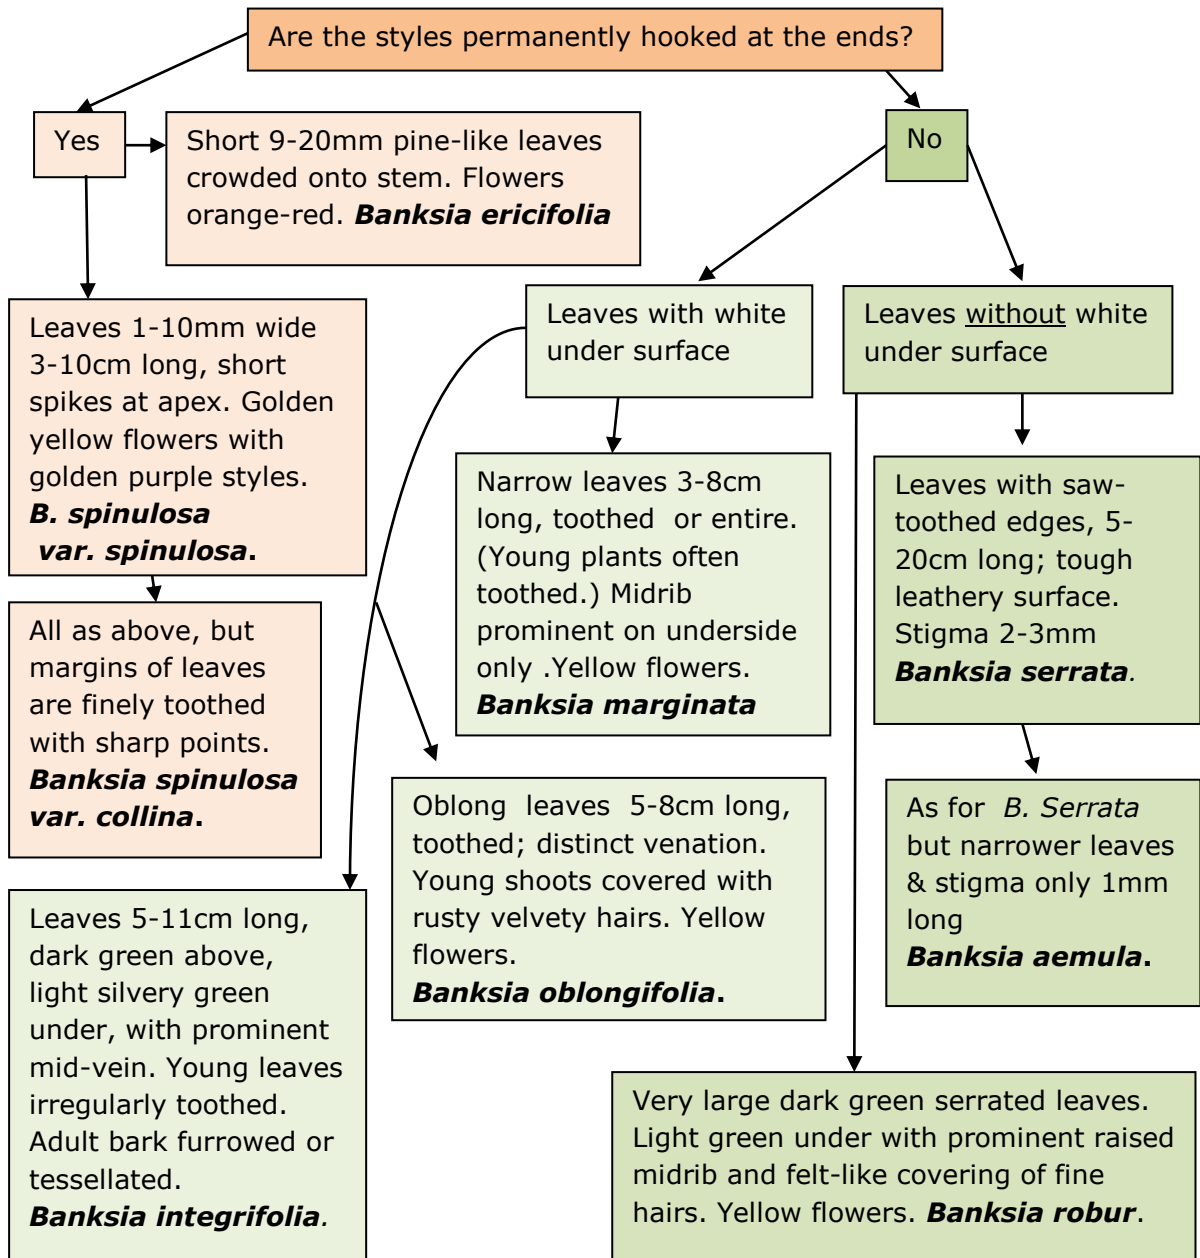 Are the styles permanently hooked at the ends?
Yes
Short 9-20mm pine-like leaves
crowded onto stem. Flowers
orange-red. Banksia ericifolia
No
Leaves 1-10mm wide
3-10cm long, short
spikes at apex. Golden
yellow flowers with
golden purple styles.
B. spinulosa
var. spinulosa.
All as above, but
margins of leaves
are finely toothed
with sharp points.
Banksia spinulosa
var. collina.
Leaves with white
under surface
Leaves without white
under surface
Narrow leaves 3-8cm
long, toothed  or entire.
(Young plants often
toothed.) Midrib
prominent on underside
only .Yellow flowers.
Banksia marginata
Leaves with saw-
toothed edges, 5-
20cm long; tough
leathery surface.
Stigma 2-3mm
Banksia serrata.
Oblong  leaves  5-8cm long,
toothed; distinct venation.
Young shoots covered with
rusty velvety hairs. Yellow
flowers.
Banksia oblongifolia.
As for  B. Serrata
but narrower leaves
& stigma only 1mm
long
Banksia aemula.
Leaves 5-11cm long,
dark green above,
light silvery green
under, with prominent
mid-vein. Young leaves
irregularly toothed.
Adult bark furrowed or
tessellated.
Banksia integrifolia.
Very large dark green serrated leaves.
Light green under with prominent raised
midrib and felt-like covering of fine
hairs. Yellow flowers. Banksia robur.